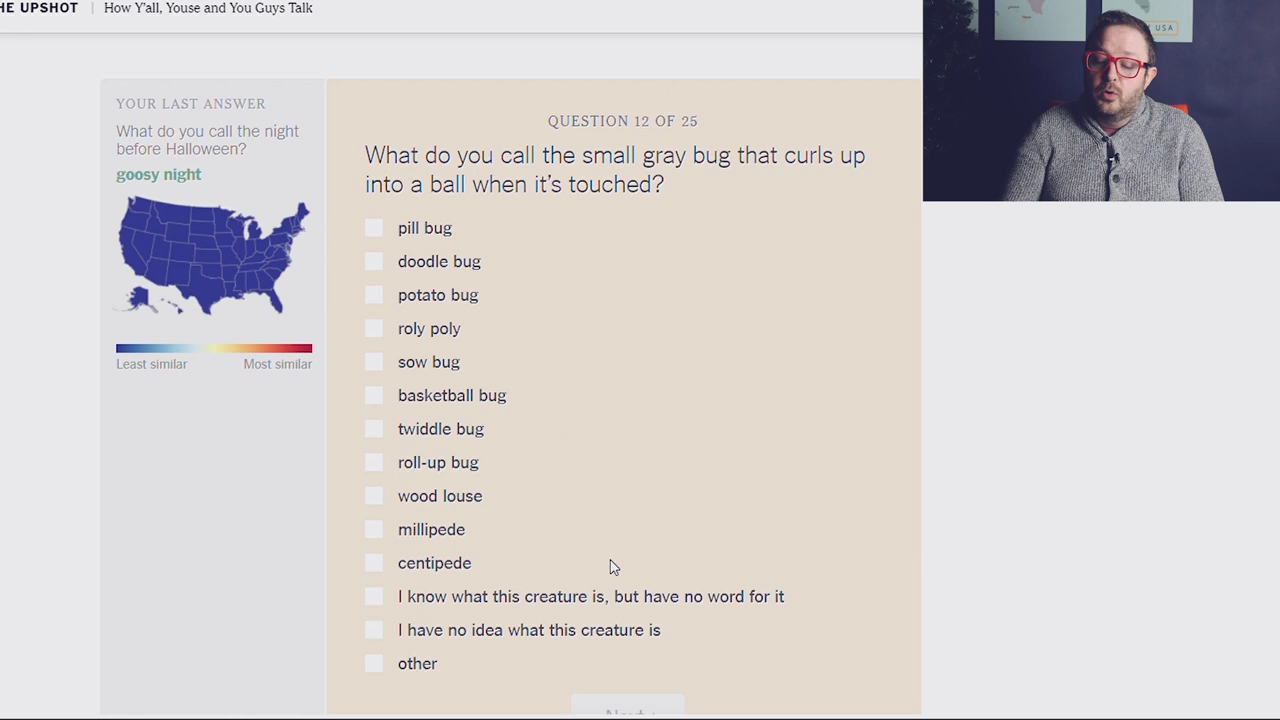 HE UPSHOT | How Y'all, Youse and You Guys Talk
YOUR LAST ANSWER
What do you call the night
before Halloween?
goosy night
Least similar
Most similar
QUESTION 12 OF 25
What do you call the small gray bug that curls up
into a ball when it’s touched?
pill bug
doodle bug
potato bug
roly poly
sow bug
basketball bug
twiddle bug
roll-up bug
wood louse
millipede
centipede
I know what this creature is, but have no word for it
I have no idea what this creature is
other
USA